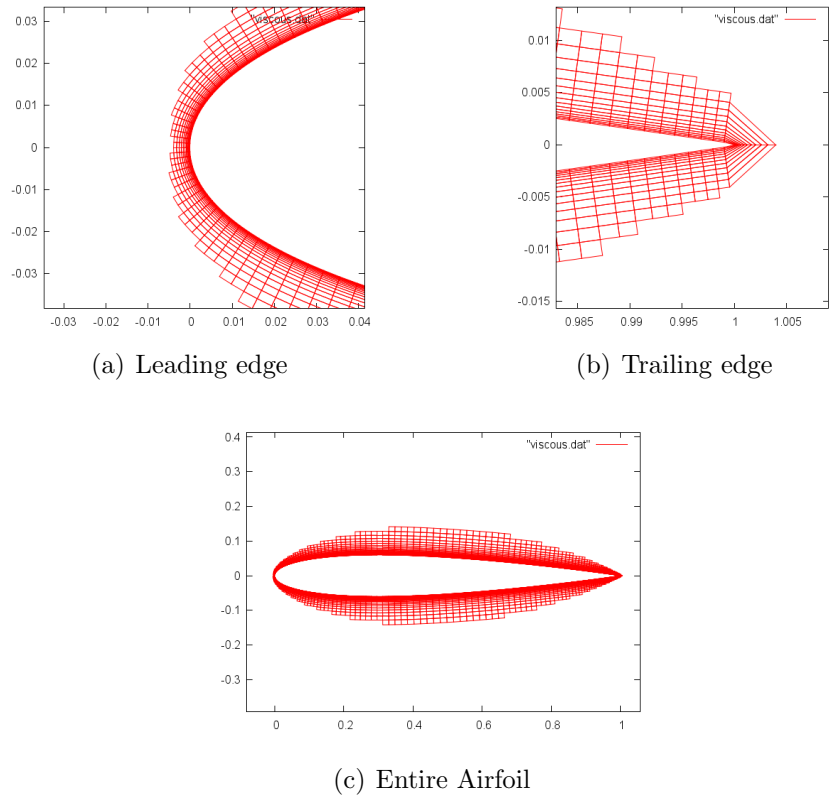 "viscous.dat"
0.03
0.02
0.01
0
-0.01
-0.02
-0.03
-0.03 -0.02 -0.01 0 0.01 0.02 0.03 0.04
(a) Leading edge
"viscous.dat"
0.01
0.005
0
-0.005
-0.01
-0.015
0.985 0.99 0.995 1 1.005
(b) Trailing edge
"viscous.dat"
0.4
0.3
0.2
0.1
0
-0.1
-0.2
-0.3
0 0.2 0.4 0.6 0.8 1
(c) Entire Airfoil